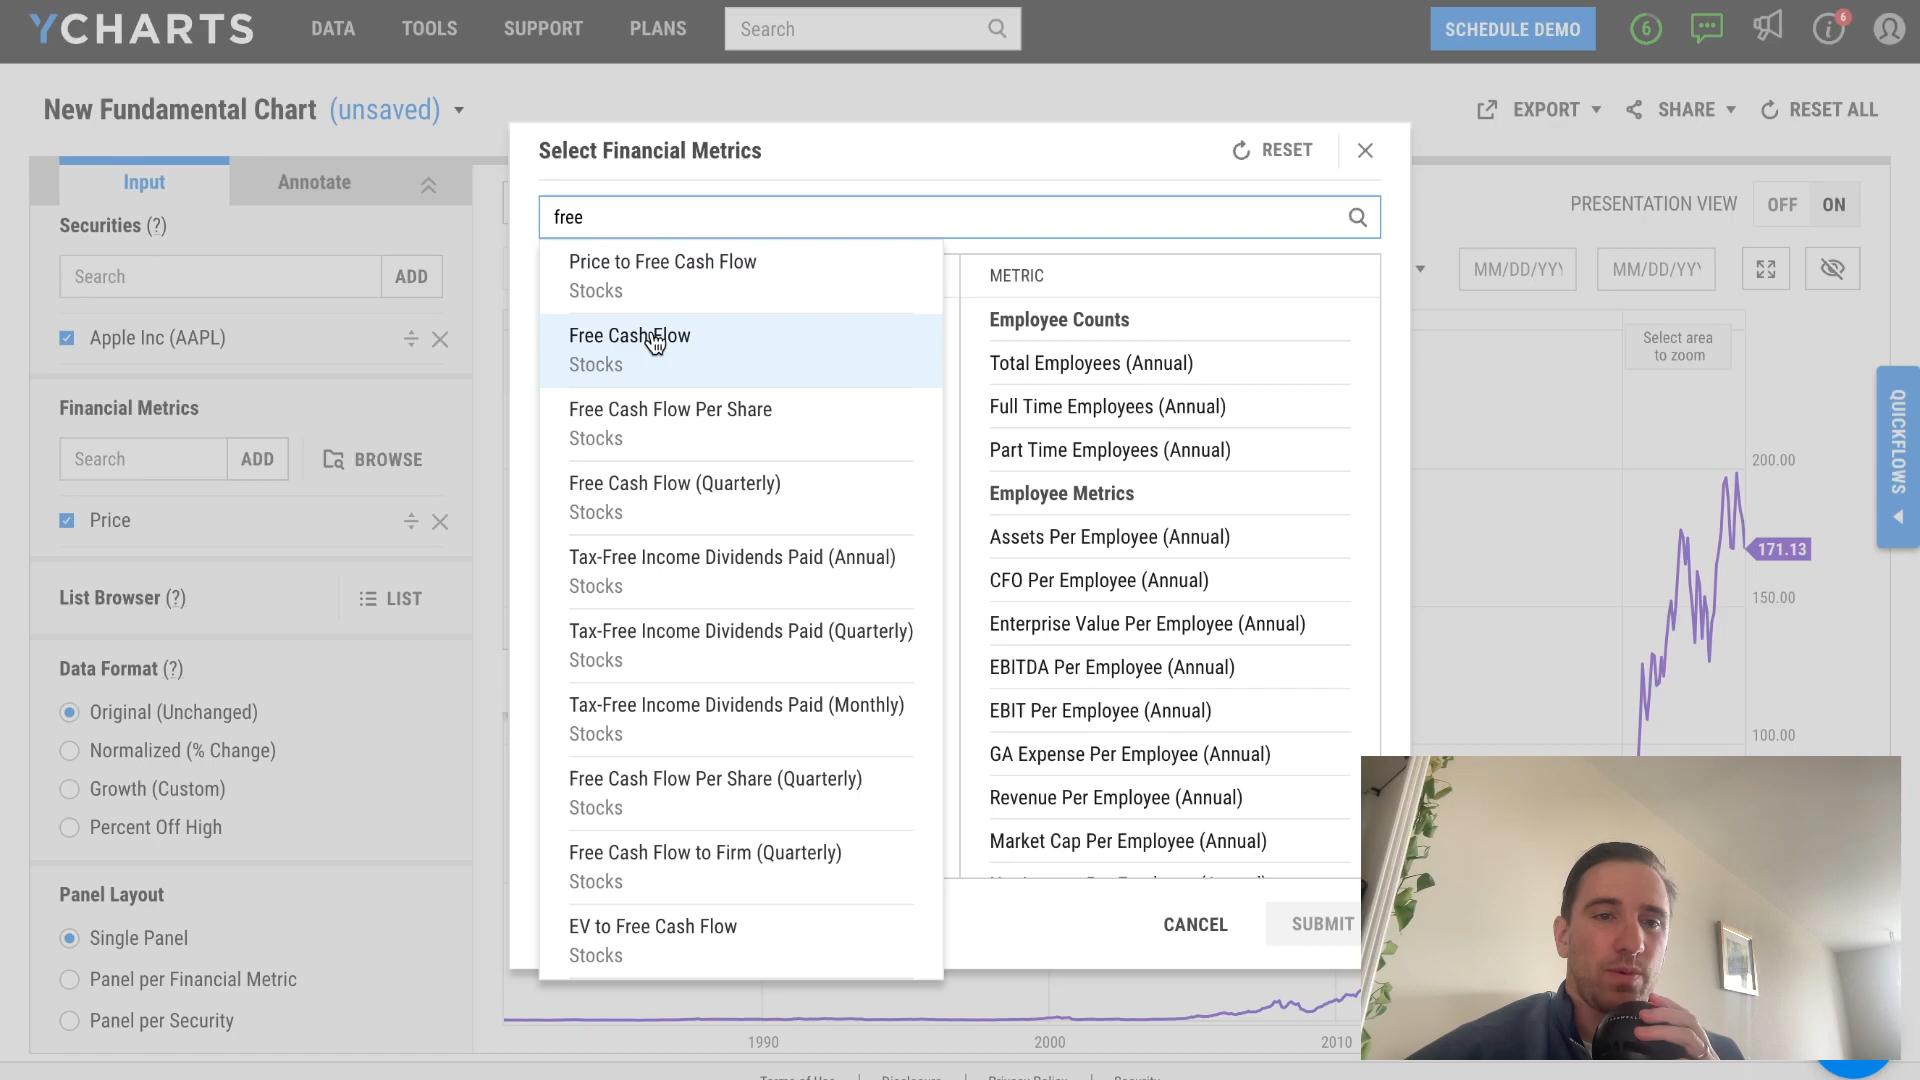 YCHARTS
DATA
TOOLS
SUPPORT
PLANS
Search
SCHEDULE DEMO
6
6
New Fundamental Chart (unsaved)
EXPORT
SHARE
RESET ALL
Input
Annotate
Securities (?)
Search
ADD
Apple Inc (AAPL)
Financial Metrics
Search
ADD
BROWSE
Price
List Browser (?)
LIST
Data Format (?)
Original (Unchanged)
Normalized (% Change)
Growth (Custom)
Percent Off High
Panel Layout
Single Panel
Panel per Financial Metric
Panel per Security
Select Financial Metrics
RESET
free
Price to Free Cash Flow
Stocks
Free Cash Flow
Stocks
Free Cash Flow Per Share
Stocks
Free Cash Flow (Quarterly)
Stocks
Tax-Free Income Dividends Paid (Annual)
Stocks
Tax-Free Income Dividends Paid (Quarterly)
Stocks
Tax-Free Income Dividends Paid (Monthly)
Stocks
Free Cash Flow Per Share (Quarterly)
Stocks
Free Cash Flow to Firm (Quarterly)
Stocks
EV to Free Cash Flow
Stocks
METRIC
Employee Counts
Total Employees (Annual)
Full Time Employees (Annual)
Part Time Employees (Annual)
Employee Metrics
Assets Per Employee (Annual)
CFO Per Employee (Annual)
Enterprise Value Per Employee (Annual)
EBITDA Per Employee (Annual)
EBIT Per Employee (Annual)
GA Expense Per Employee (Annual)
Revenue Per Employee (Annual)
Market Cap Per Employee (Annual)
CANCEL
SUBMIT
PRESENTATION VIEW
OFF
ON
MM/DD/YY
MM/DD/YY
Select area
to zoom
QUICKFLOWS
200.00
171.13
150.00
100.00
1990
2000
2010